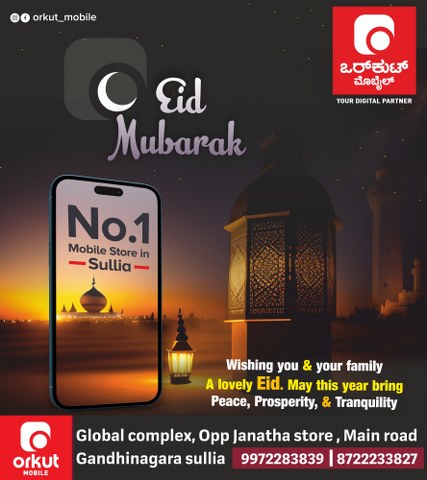 orkut_mobile
ಒರ್‌ಕುಟ್
ಮೊಬೈಲ್
YOUR DIGITAL PARTNER
Eid
Mubarak
No.1
Mobile Store in
Sullia
Wishing you & your family
A lovely Eid. May this year bring
Peace, Prosperity, & Tranquility
orkut
MOBILE
Global complex, Opp Janatha store , Main road
Gandhinagara sullia 9972283839 | 8722233827